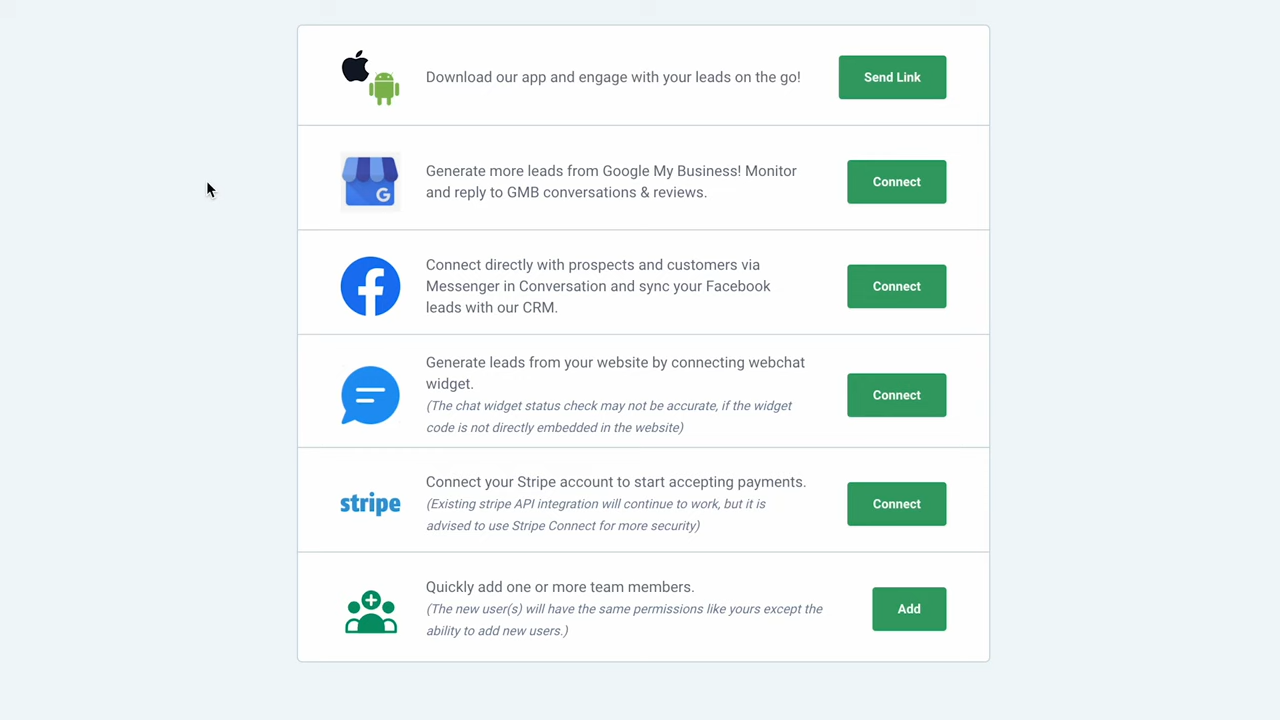 Download our app and engage with your leads on the go!
Send Link
Generate more leads from Google My Business! Monitor
and reply to GMB conversations & reviews.
Connect
Connect directly with prospects and customers via
Messenger in Conversation and sync your Facebook
leads with our CRM.
Connect
Generate leads from your website by connecting webchat
widget.
(The chat widget status check may not be accurate, if the widget
code is not directly embedded in the website)
Connect
stripe
Connect your Stripe account to start accepting payments.
(Existing stripe API integration will continue to work, but it is
advised to use Stripe Connect for more security)
Connect
Quickly add one or more team members.
(The new user(s) will have the same permissions like yours except the
ability to add new users.)
Add